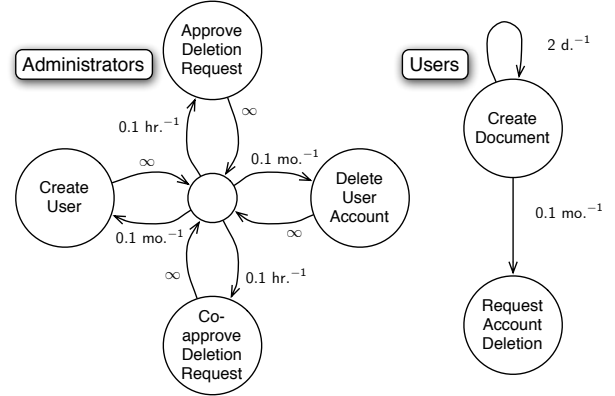 Administrators
Approve
Deletion
Request
0.1 hr.⁻¹
∞
Create
User
∞
0.1 mo.⁻¹
0.1 mo.⁻¹
∞
Delete
User
Account
∞
0.1 hr.⁻¹
Co-
approve
Deletion
Request
Users
2 d.⁻¹
Create
Document
0.1 mo.⁻¹
Request
Account
Deletion